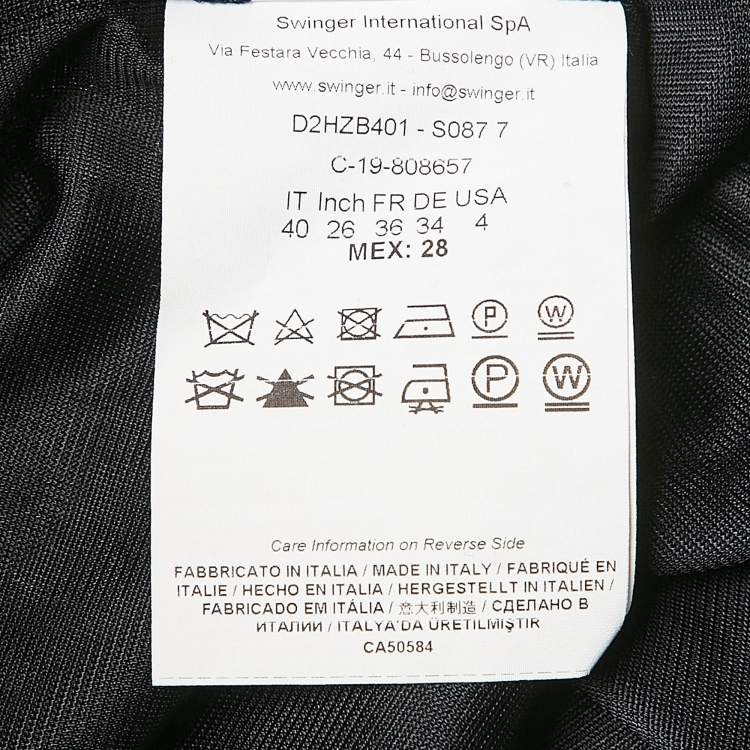 Swinger International SpA
Via Festara Vecchia, 44 - Bussolengo (VR) Italia
www.swinger.it - info@swinger.it
D2HZB401 - S087 7
C-19-808657
IT Inch FR DE USA
40 26 36 34 4
MEX: 28
P W
P W
Care Information on Reverse Side
FABBRICATO IN ITALIA / MADE IN ITALY / FABRIQUÉ EN
ITALIE / HECHO EN ITALIA / HERGESTELLT IN ITALIEN /
FABRICADO EM ITÁLIA / 意大利制造 / СДЕЛАНО В
ИТАЛИИ / ITALYA'DA ÜRETILMIŞTIR
CA50584